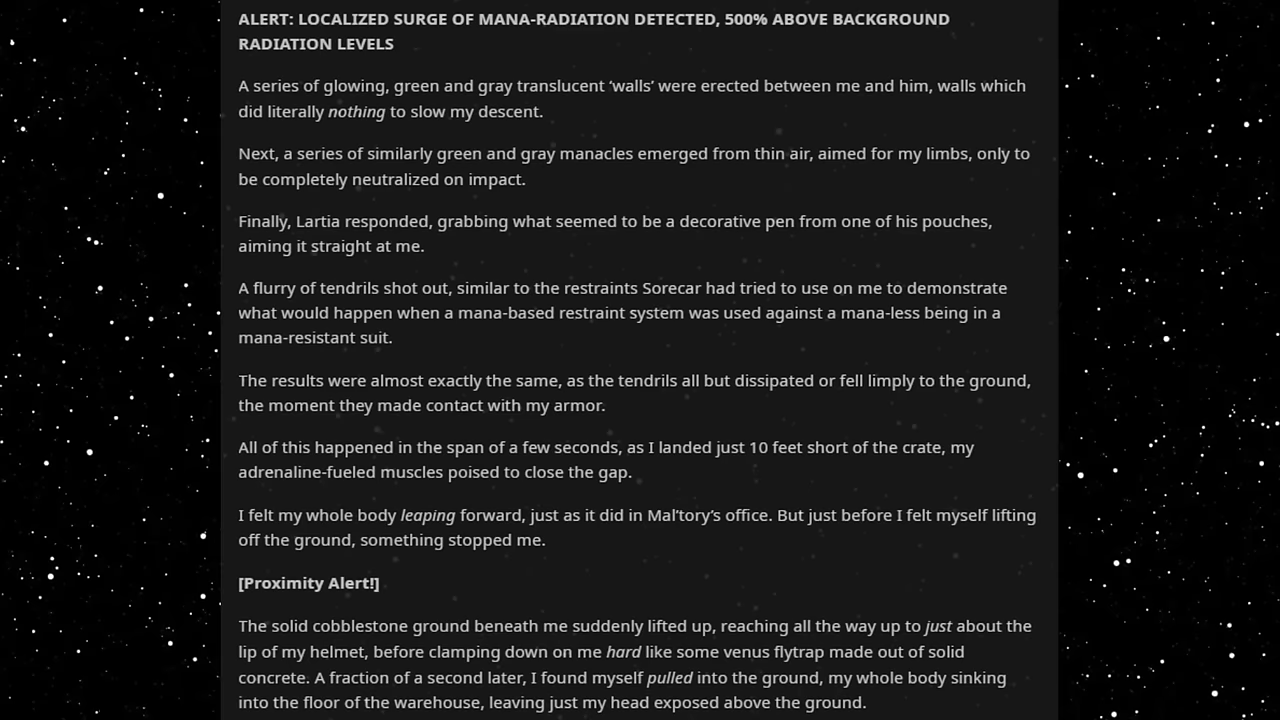 ALERT: LOCALIZED SURGE OF MANA-RADIATION DETECTED, 500% ABOVE BACKGROUND
RADIATION LEVELS
A series of glowing, green and gray translucent ‘walls’ were erected between me and him, walls which
did literally nothing to slow my descent.
Next, a series of similarly green and gray manacles emerged from thin air, aimed for my limbs, only to
be completely neutralized on impact.
Finally, Lartia responded, grabbing what seemed to be a decorative pen from one of his pouches,
aiming it straight at me.
A flurry of tendrils shot out, similar to the restraints Sorecar had tried to use on me to demonstrate
what would happen when a mana-based restraint system was used against a mana-less being in a
mana-resistant suit.
The results were almost exactly the same, as the tendrils all but dissipated or fell limply to the ground,
the moment they made contact with my armor.
All of this happened in the span of a few seconds, as I landed just 10 feet short of the crate, my
adrenaline-fueled muscles poised to close the gap.
I felt my whole body leaping forward, just as it did in Mal’tory’s office. But just before I felt myself lifting
off the ground, something stopped me.
[Proximity Alert!]
The solid cobblestone ground beneath me suddenly lifted up, reaching all the way up to just about the
lip of my helmet, before clamping down on me hard like some venus flytrap made out of solid
concrete. A fraction of a second later, I found myself pulled into the ground, my whole body sinking
into the floor of the warehouse, leaving just my head exposed above the ground.